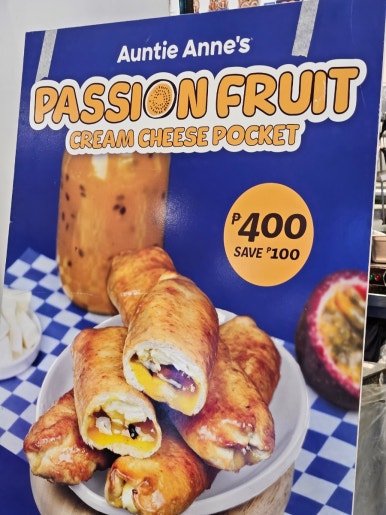 Auntie Anne's
PASSION FRUIT
CREAM CHEESE POCKET
₱400
SAVE ₱100